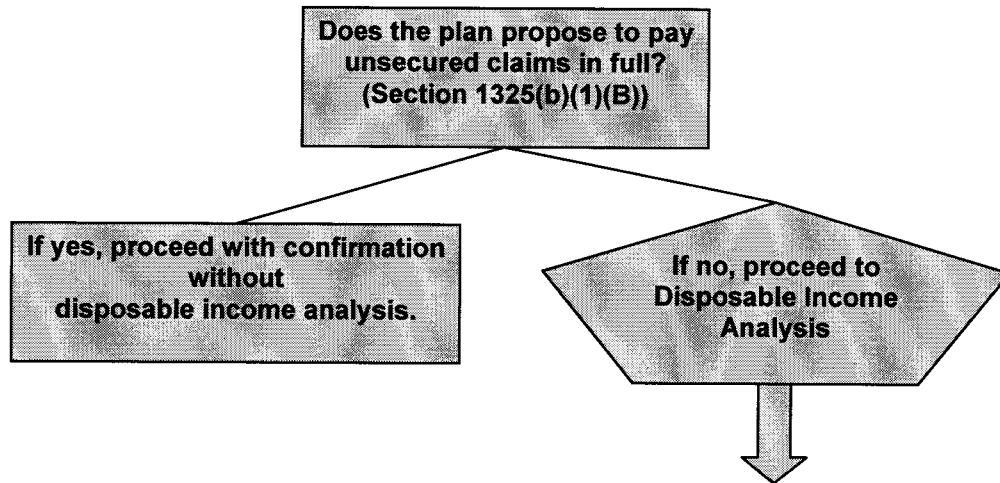 Does the plan propose to pay
unsecured claims in full?
(Section 1325(b)(1)(B))
If yes, proceed with confirmation
without
disposable income analysis.
If no, proceed to
Disposable Income
Analysis